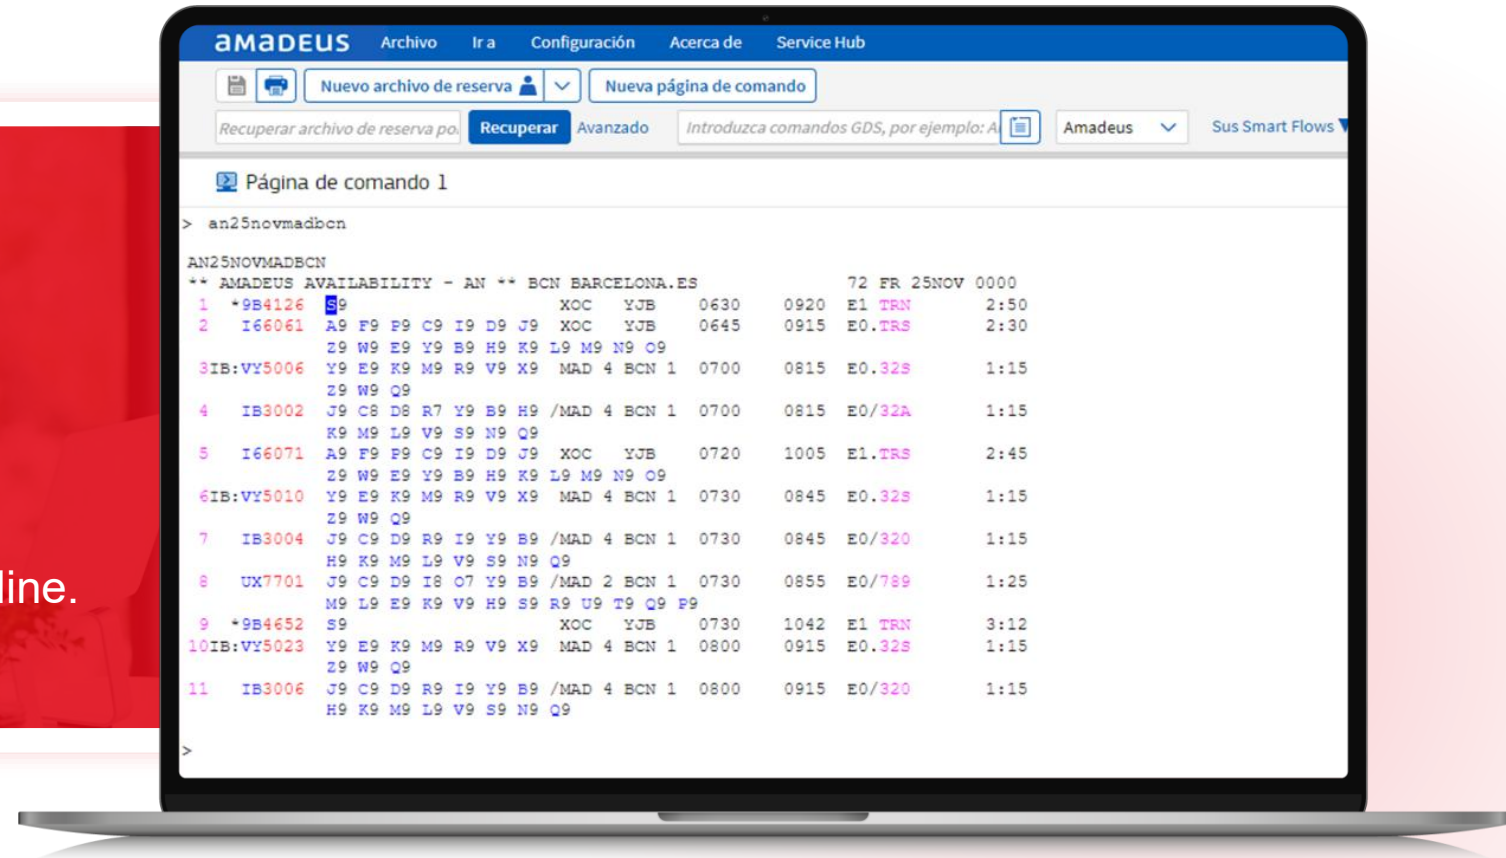 amadeus Archivo Ir a Configuración Acerca de Service Hub
Nuevo archivo de reserva Nueva página de comando
Recuperar archivo de reserva po Recuperar Avanzado Introduzca comandos GDS, por ejemplo: A Amadeus Sus Smart Flows
Página de comando 1
> an25novmadbcn
AN25NOVMADBCN
** AMADEUS AVAILABILITY - AN ** BCN BARCELONA.ES 72 FR 25NOV 0000
1 *9B4126 S9 XOC YJB 0630 0920 E1 TRN 2:50
2 I66061 A9 F9 P9 C9 I9 D9 J9 XOC YJB 0645 0915 E0.TRS 2:30
Z9 W9 E9 Y9 B9 H9 K9 L9 M9 N9 O9
3IB:VY5006 Y9 E9 K9 M9 R9 V9 X9 MAD 4 BCN 1 0700 0815 E0.32S 1:15
Z9 W9 Q9
4 IB3002 J9 C8 D8 R7 Y9 B9 H9 /MAD 4 BCN 1 0700 0815 E0/32A 1:15
K9 M9 L9 V9 S9 N9 Q9
5 I66071 A9 F9 P9 C9 I9 D9 J9 XOC YJB 0720 1005 E1.TRS 2:45
Z9 W9 E9 Y9 B9 H9 K9 L9 M9 N9 O9
6IB:VY5010 Y9 E9 K9 M9 R9 V9 X9 MAD 4 BCN 1 0730 0845 E0.32S 1:15
Z9 W9 Q9
7 IB3004 J9 C9 D9 R9 I9 Y9 B9 /MAD 4 BCN 1 0730 0845 E0/320 1:15
H9 K9 M9 L9 V9 S9 N9 Q9
8 UX7701 J9 C9 D9 I8 O7 Y9 B9 /MAD 2 BCN 1 0730 0855 E0/789 1:25
M9 L9 E9 K9 V9 H9 S9 R9 U9 T9 Q9 P9
9 *9B4652 S9 XOC YJB 0730 1042 E1 TRN 3:12
10IB:VY5023 Y9 E9 K9 M9 R9 V9 X9 MAD 4 BCN 1 0800 0915 E0.32S 1:15
Z9 W9 Q9
11 IB3006 J9 C9 D9 R9 I9 Y9 B9 /MAD 4 BCN 1 0800 0915 E0/320 1:15
H9 K9 M9 L9 V9 S9 N9 Q9
>
line.